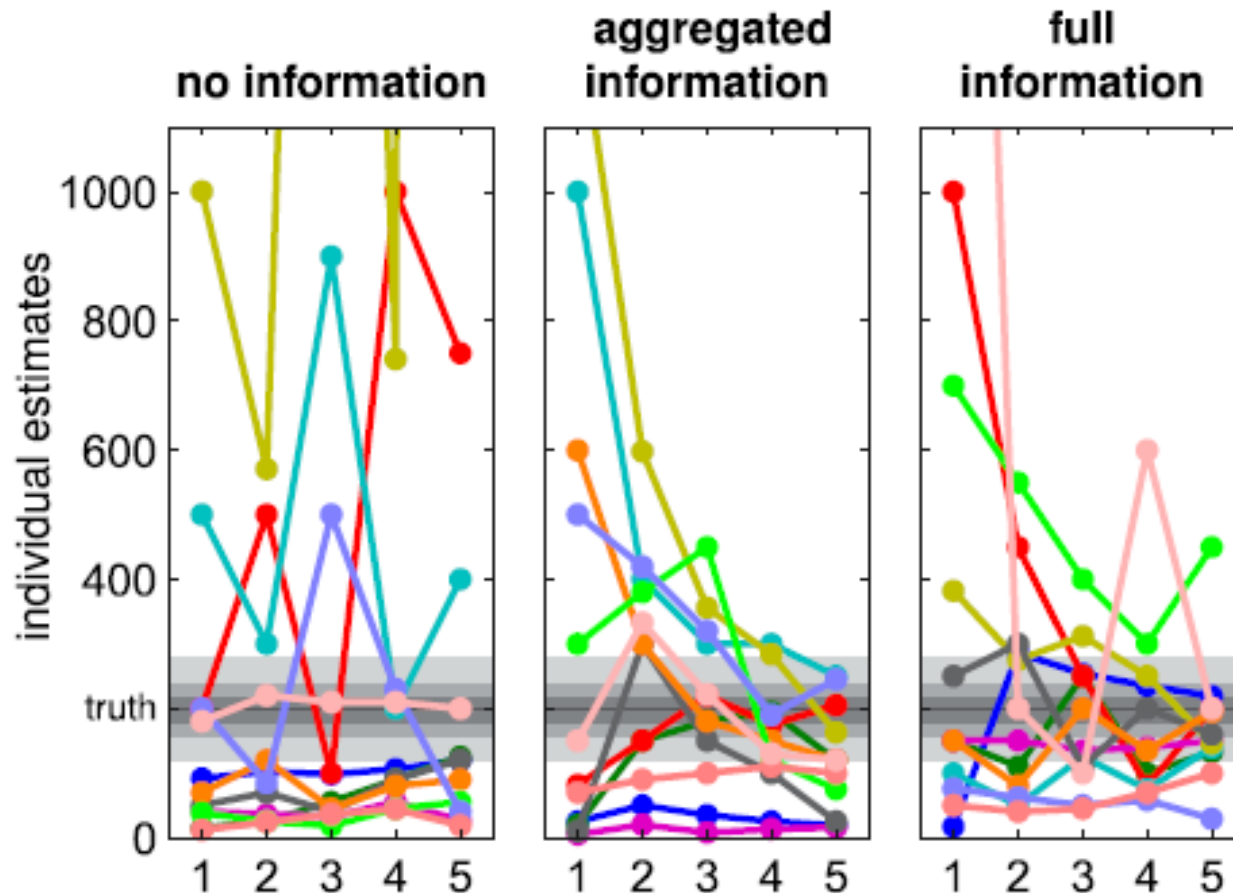 no information
aggregated
information
full
information
individual estimates
1000
800
600
400
truth
0
1 2 3 4 5
1 2 3 4 5
1 2 3 4 5